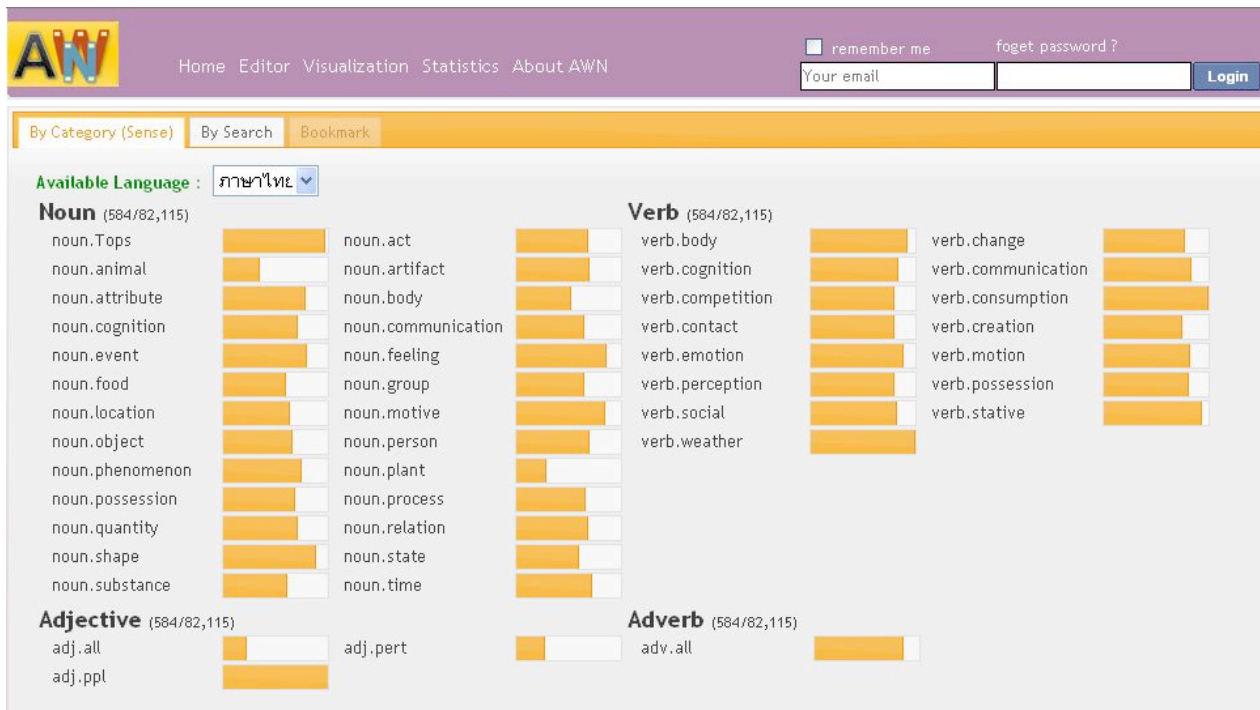 AW
remember me foget password ?
Home Editor Visualization Statistics About AWN
Your email Login
By Category (Sense) By Search Bookmark
Available Language : ภาษาไทย
Noun (584/82,115) Verb (584/82,115)
noun.Tops noun.act verb.body verb.change
noun.animal noun.artifact verb.cognition verb.communication
noun.attribute noun.body verb.competition verb.consumption
noun.cognition noun.communication verb.contact verb.creation
noun.event noun.feeling verb.emotion verb.motion
noun.food noun.group verb.perception verb.possession
noun.location noun.motive verb.social verb.stative
noun.object noun.person verb.weather
noun.phenomenon noun.plant
noun.possession noun.process
noun.quantity noun.relation
noun.shape noun.state
noun.substance noun.time
Adjective (584/82,115) Adverb (584/82,115)
adj.all adj.pert adv.all
adj.ppl